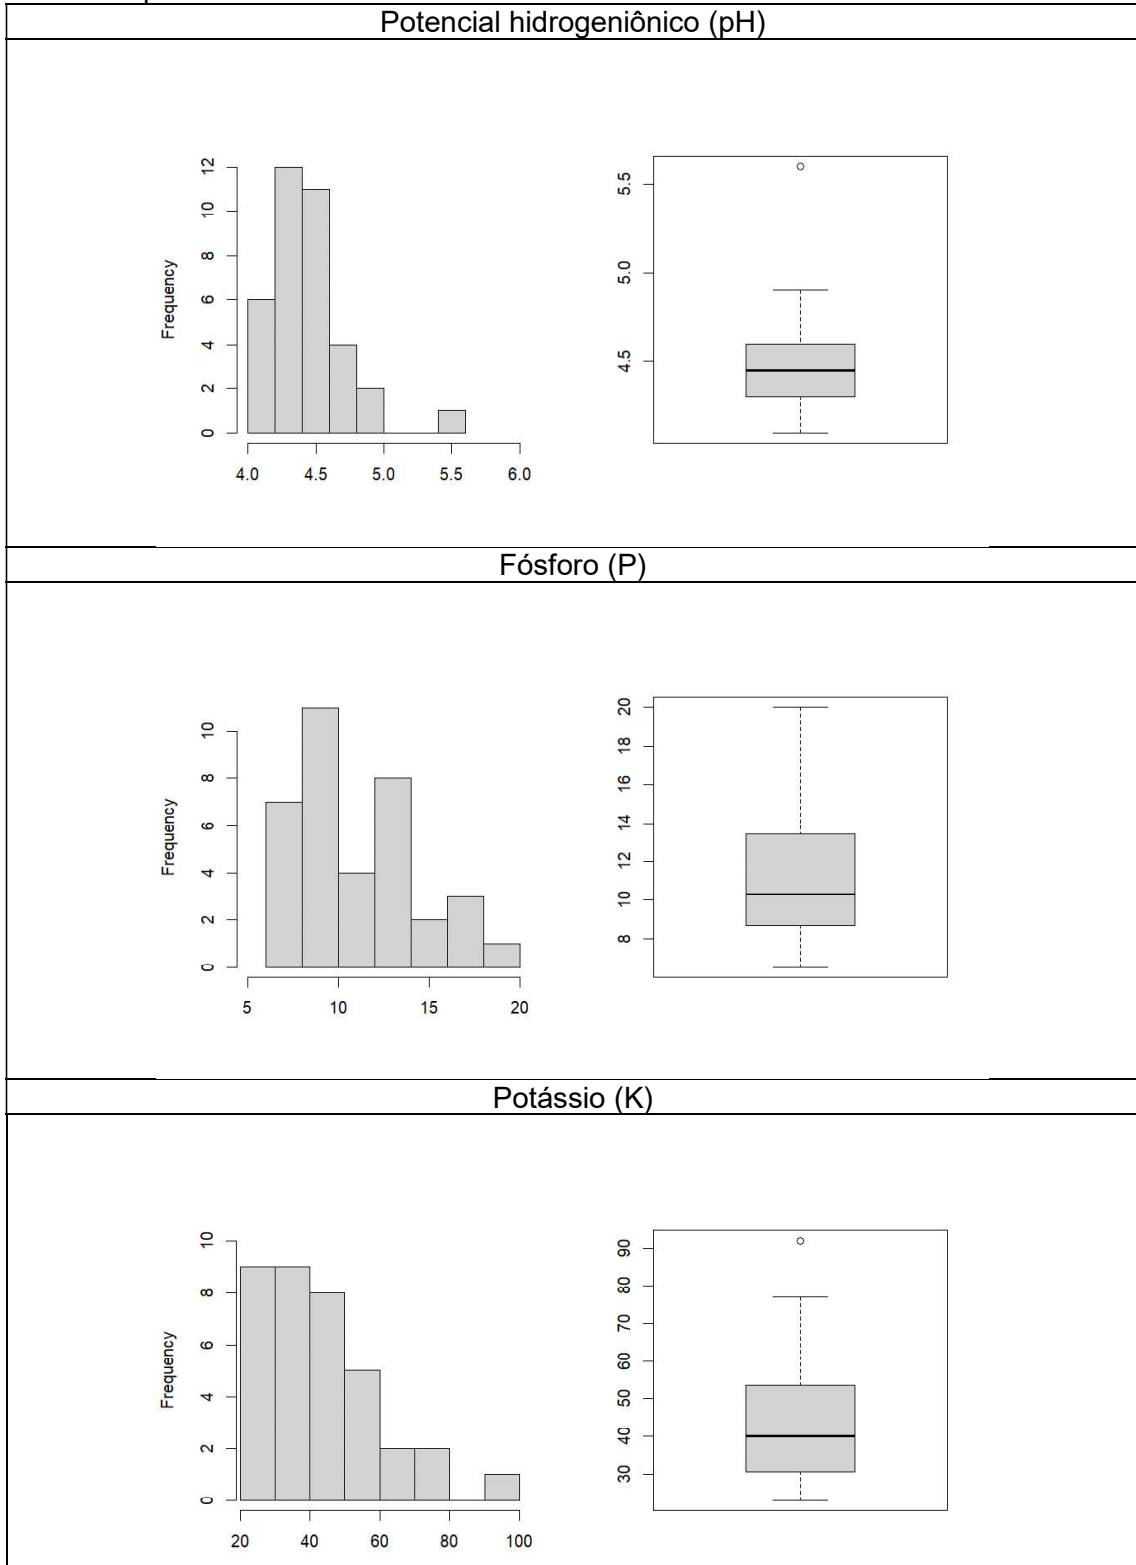 Potencial hidrogeniônico (pH)
Frequency
0 2 4 6 8 10 12
4.0 4.5 5.0 5.5 6.0
4.5 5.0 5.5
Fósforo (P)
Frequency
0 2 4 6 8 10
5 10 15 20
8 10 12 14 16 18 20
Potássio (K)
Frequency
0 2 4 6 8 10
20 40 60 80 100
30 40 50 60 70 80 90